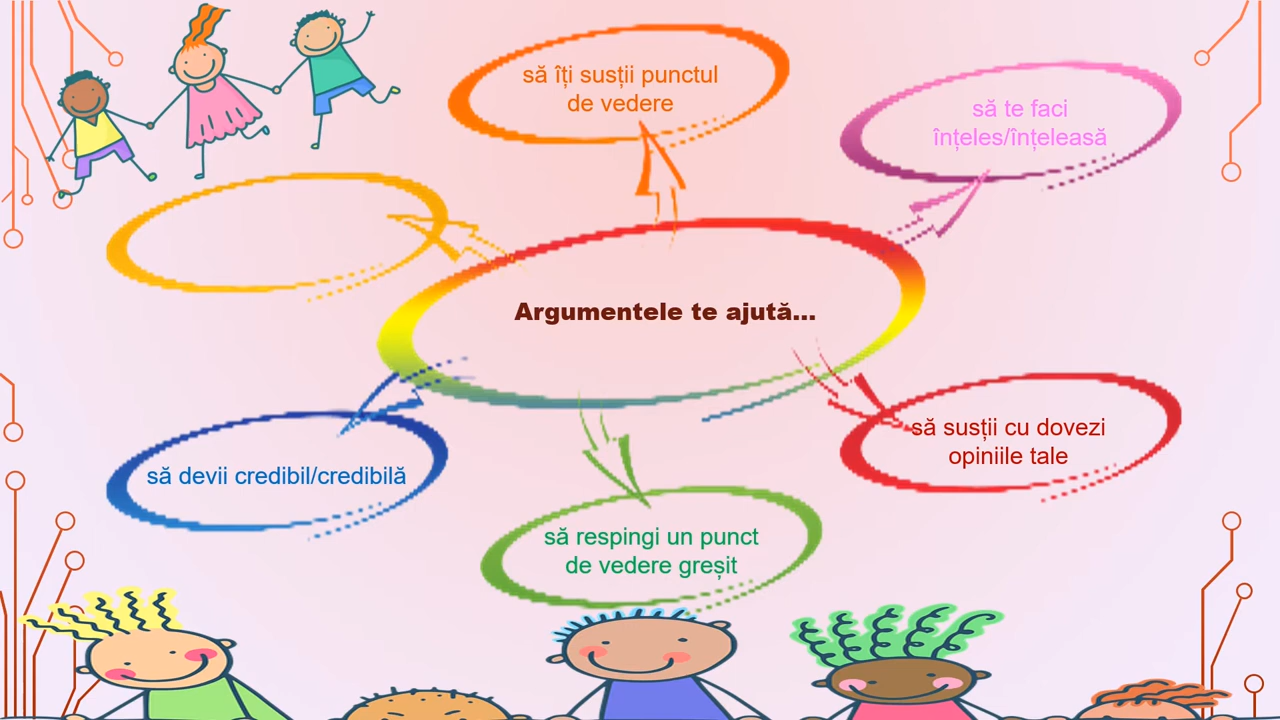 să îți susții punctul
de vedere
să te faci
înțeles/înțeleasă
Argumentele te ajută...
să susții cu dovezi
opiniile tale
să devii credibil/credibilă
să respingi un punct
de vedere greșit